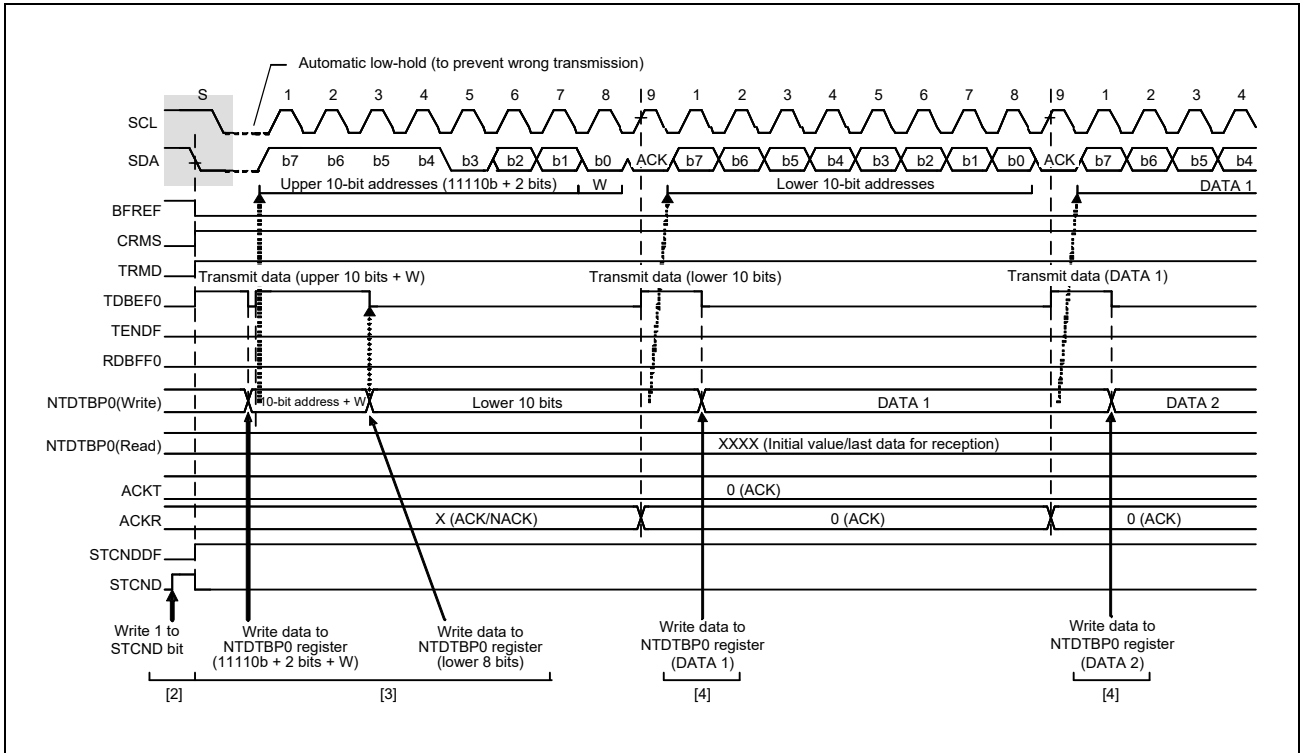 Automatic low-hold (to prevent wrong transmission)
S 1 2 3 4 5 6 7 8 9 1 2 3 4 5 6 7 8 9 1 2 3 4
SCL
SDA b7 b6 b5 b4 b3 b2 b1 b0 ACK b7 b6 b5 b4 b3 b2 b1 b0 ACK b7 b6 b5 b4
Upper 10-bit addresses (11110b + 2 bits) W Lower 10-bit addresses DATA 1
BFREF
CRMS
TRMD
Transmit data (upper 10 bits + W) Transmit data (lower 10 bits) Transmit data (DATA 1)
TDBEF0
TENDF
RDBFF0
NTDTBP0(Write) 10-bit address + W Lower 10 bits DATA 1 DATA 2
NTDTBP0(Read) XXXX (Initial value/last data for reception)
ACKT 0 (ACK)
ACKR X (ACK/NACK) 0 (ACK) 0 (ACK)
STCNDDF
STCND
Write 1 to
STCND bit
Write data to
NTDTBP0 register
(11110b + 2 bits + W)
Write data to
NTDTBP0 register
(lower 8 bits)
Write data to
NTDTBP0 register
(DATA 1)
Write data to
NTDTBP0 register
(DATA 2)
[2] [3] [4] [4]